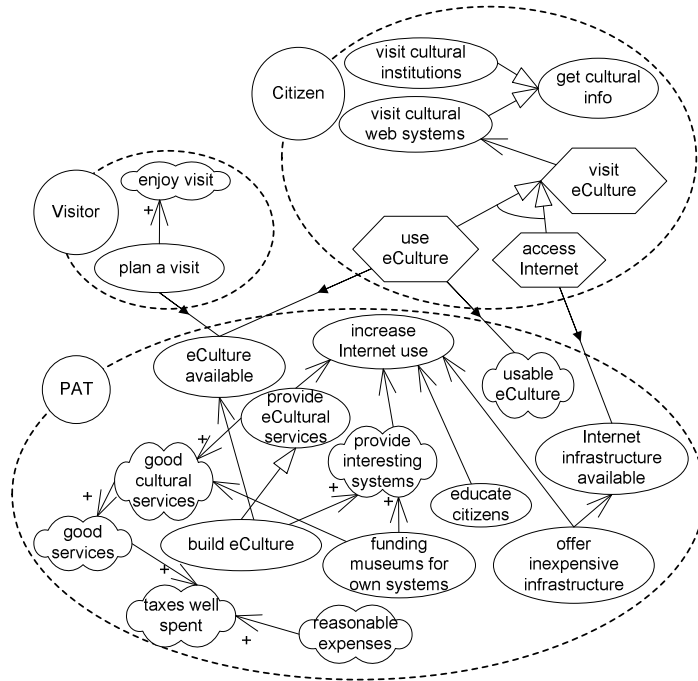 visit cultural
institutions
Citizen
get cultural
info
visit cultural
web systems
visit
eCulture
enjoy visit
+
Visitor
plan a visit
use
eCulture
access
Internet
increase
Internet use
PAT
eCulture
available
usable
eCulture
provide
eCultural
services
+
provide
interesting
systems
Internet
infrastructure
available
good
cultural
services
+
+
+
educate
citizens
good
services
build eCulture
funding
museums for
own systems
offer
inexpensive
infrastructure
+
taxes well
spent
reasonable
expenses
+